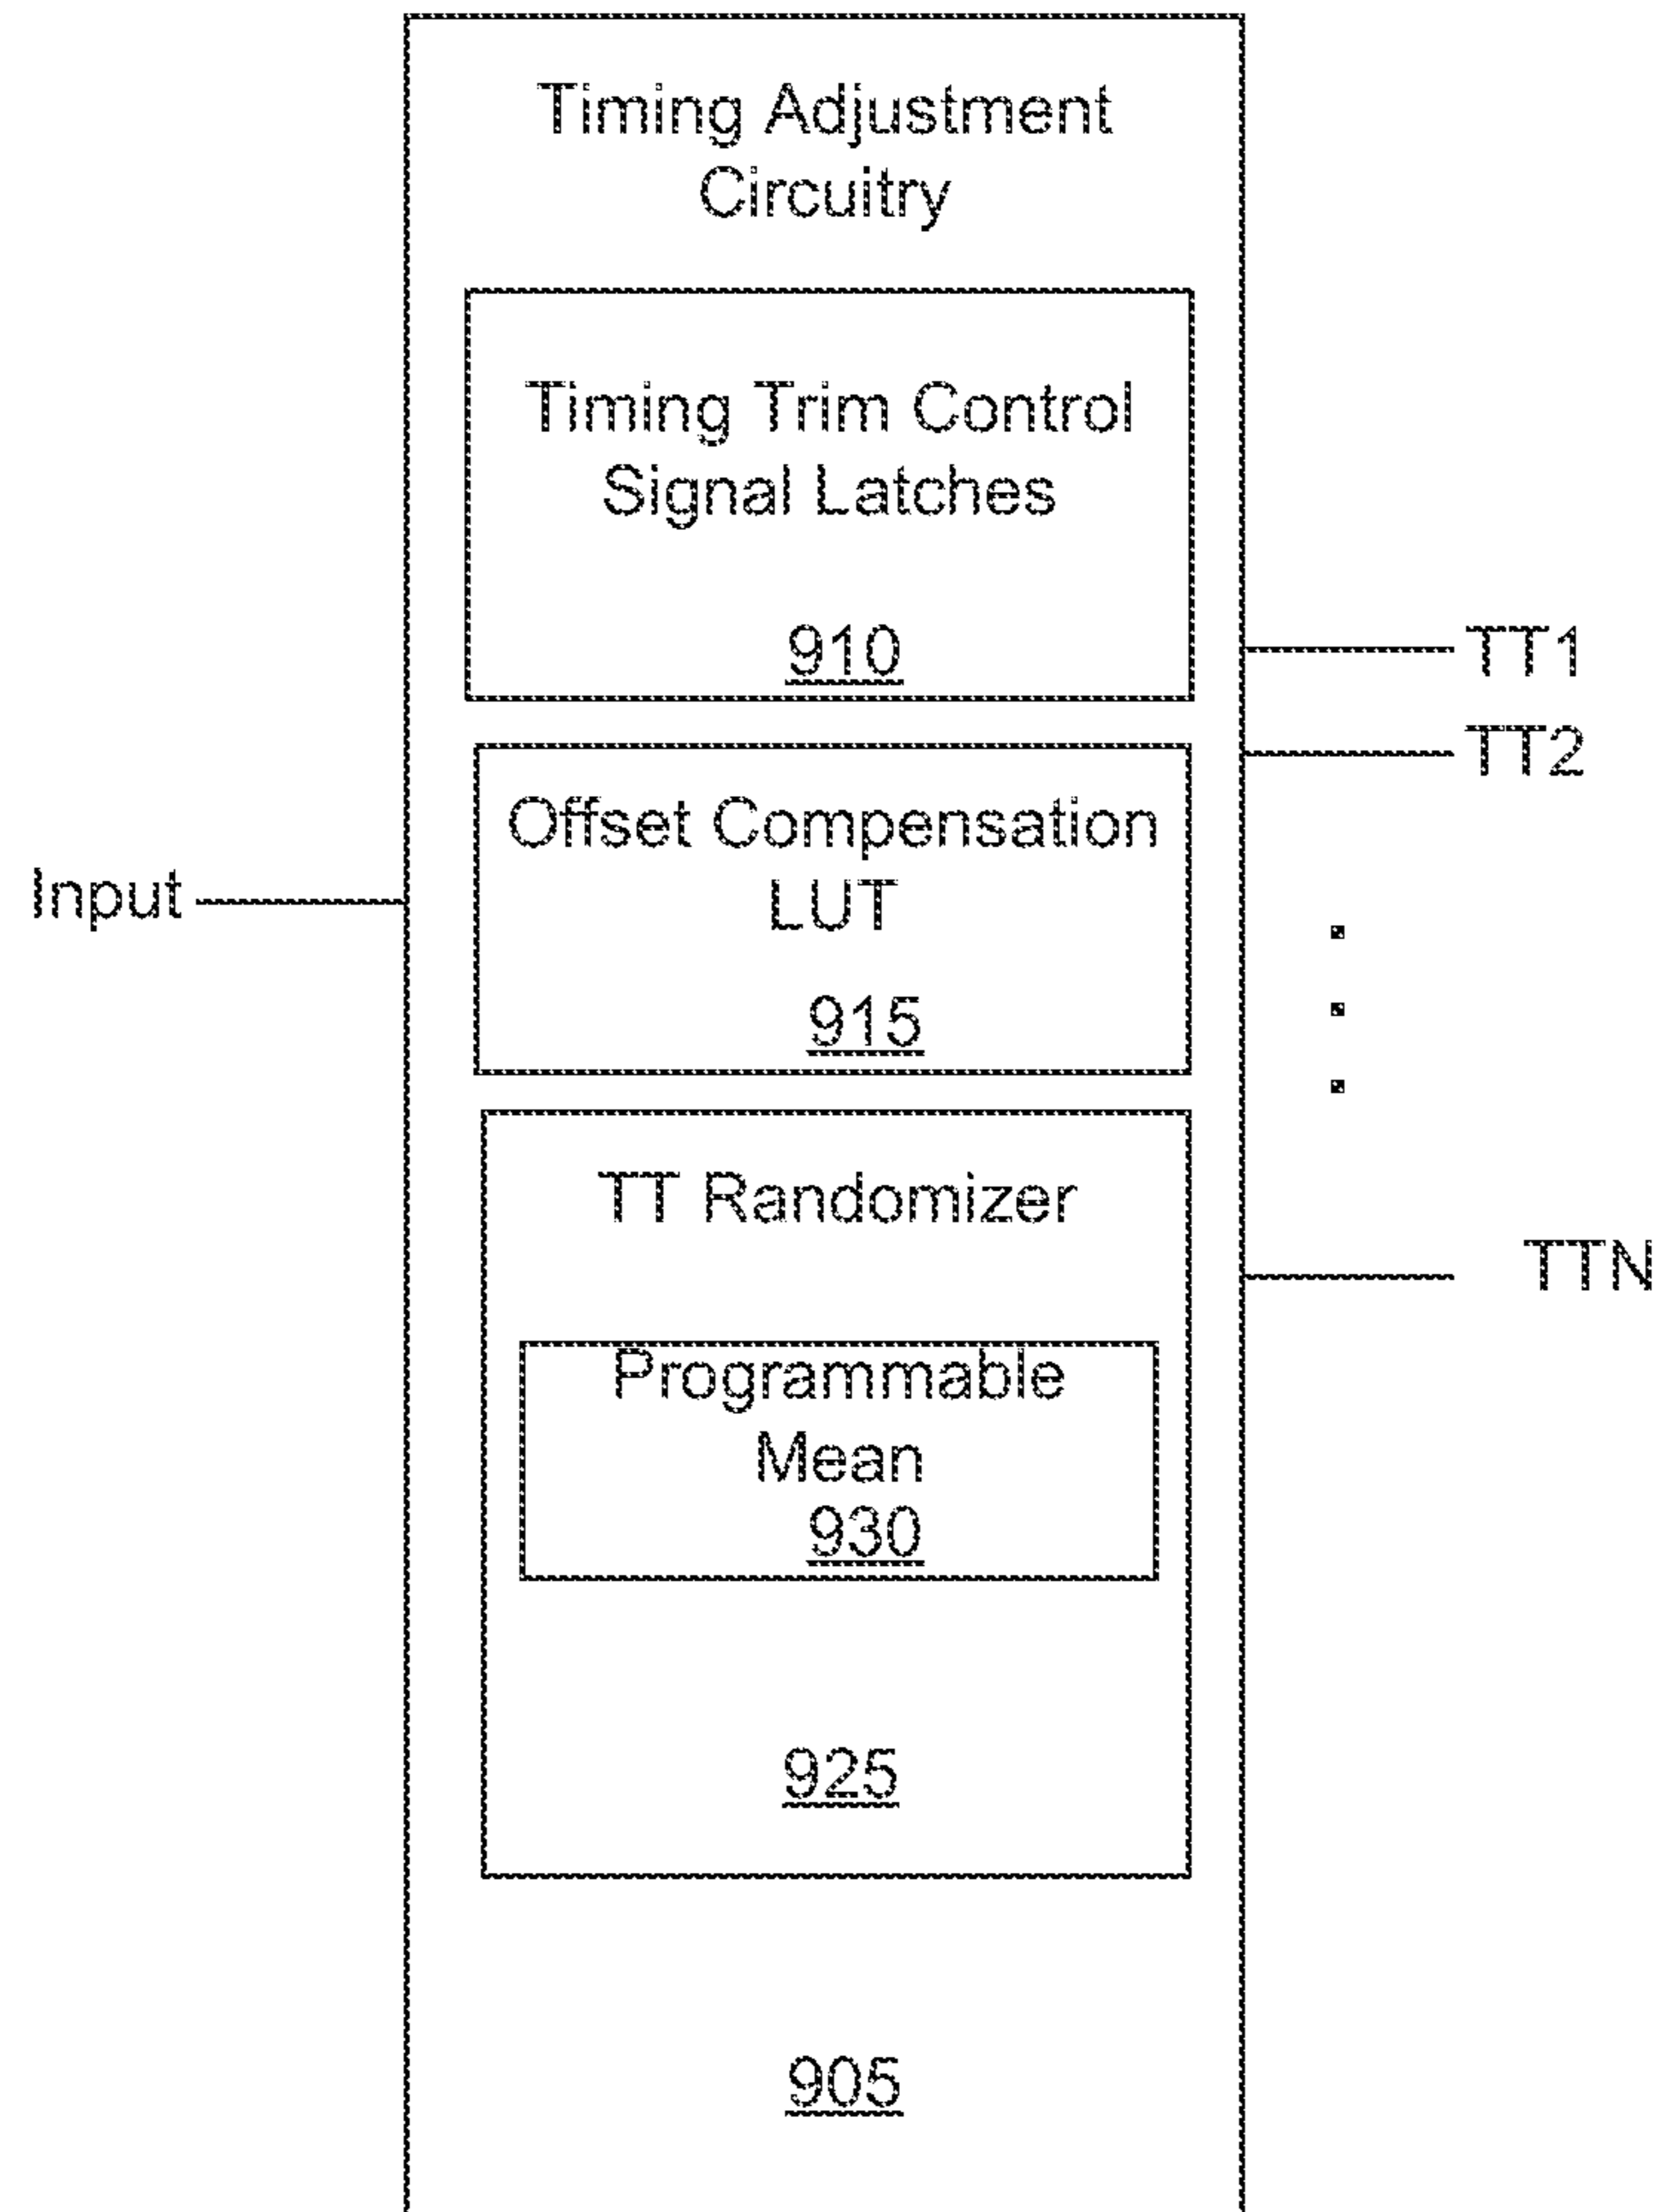 Timing Adjustment
Circuitry
Timing Trim Control
Signal Latches
910
TT1
TT2
Offset Compensation
LUT
915
Input
TT Randomizer
TTN
Programmable
Mean
930
925
905